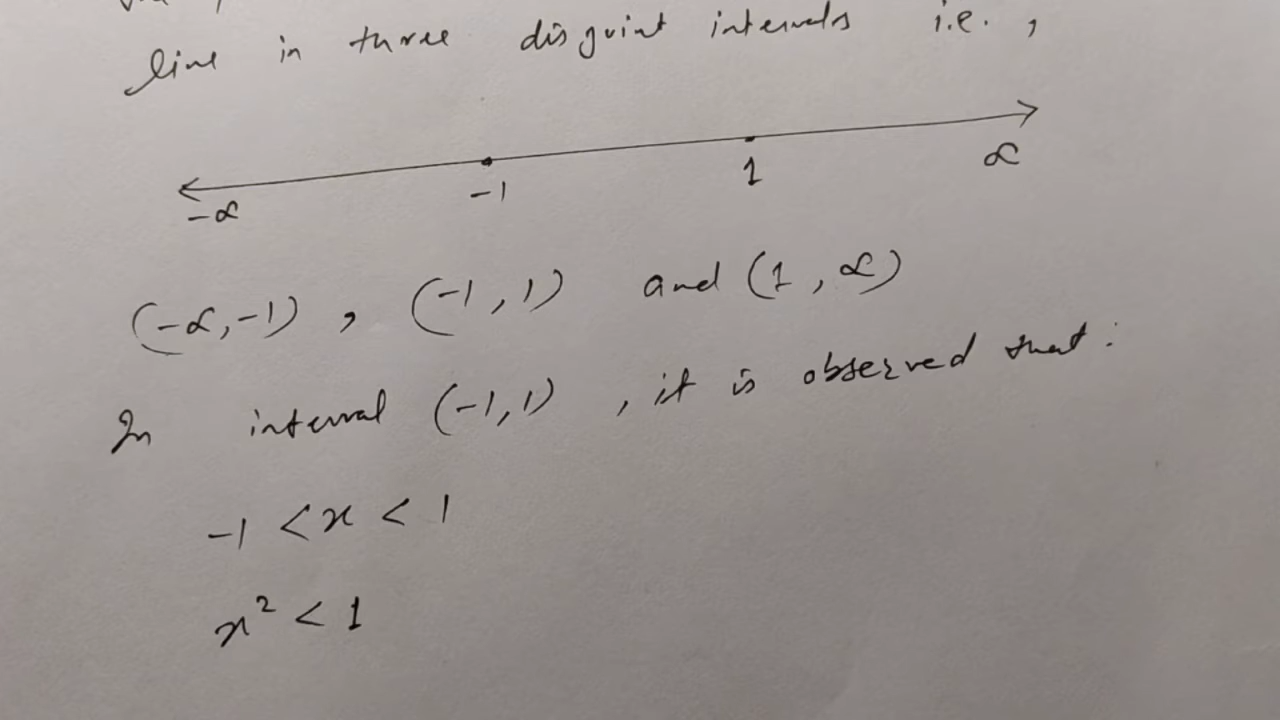 line in three disjoint intervals i.e. ,
-∞ -1 1 ∞
(-∞,-1) , (-1,1) and (1,∞)
In interval (-1,1) , it is observed that :
-1 < x < 1
x² < 1